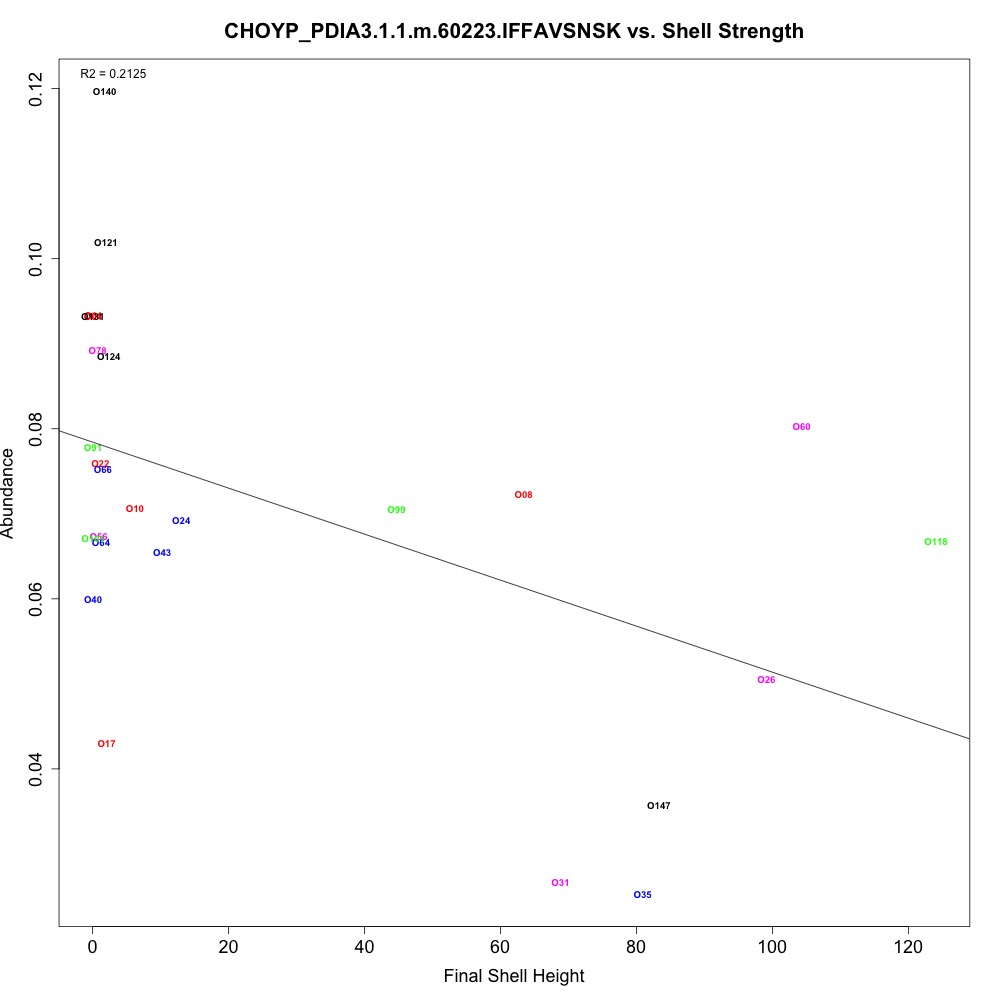 CHOYP_PDIA3.1.1.m.60223.IFFAVSNSK vs. Shell Strength
R2 = 0.2125
O140
0.12
O121
0.10
O78
O124
0.08
O60
O91
O22
O66
O08
O10
O99
O24
O118
O56
O64
O43
Abundance
0.06
O40
O26
O17
0.04
O147
O31
O35
0 20 40 60 80 100 120
Final Shell Height